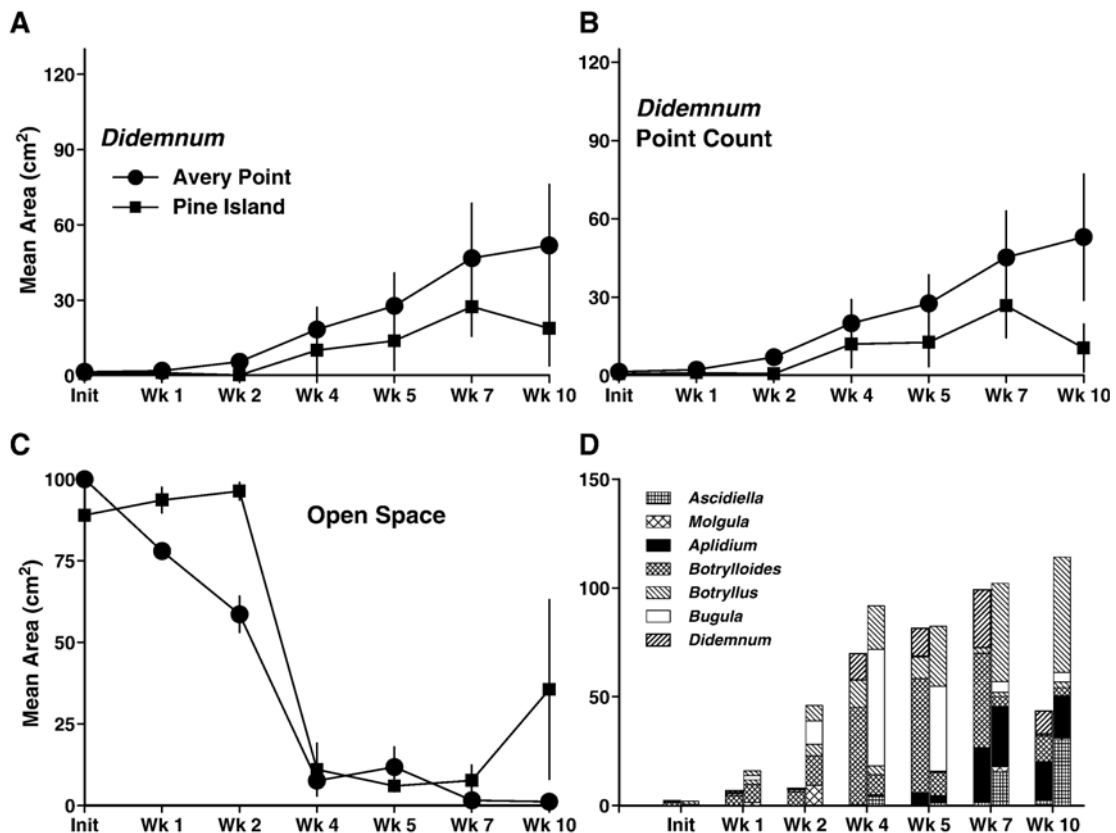 A
120
90
60
30
0
Mean Area (cm²)
Didemnum
Avery Point
Pine Island
Init Wk 1 Wk 2 Wk 4 Wk 5 Wk 7 Wk 10
B
120
90
60
30
0
Didemnum
Point Count
Init Wk 1 Wk 2 Wk 4 Wk 5 Wk 7 Wk 10
C
100
75
50
25
0
Mean Area (cm²)
Open Space
Init Wk 1 Wk 2 Wk 4 Wk 5 Wk 7 Wk 10
D
150
100
50
0
Ascidiella
Molgula
Aplidium
Botrylloides
Botryllus
Bugula
Didemnum
Init Wk 1 Wk 2 Wk 4 Wk 5 Wk 7 Wk 10